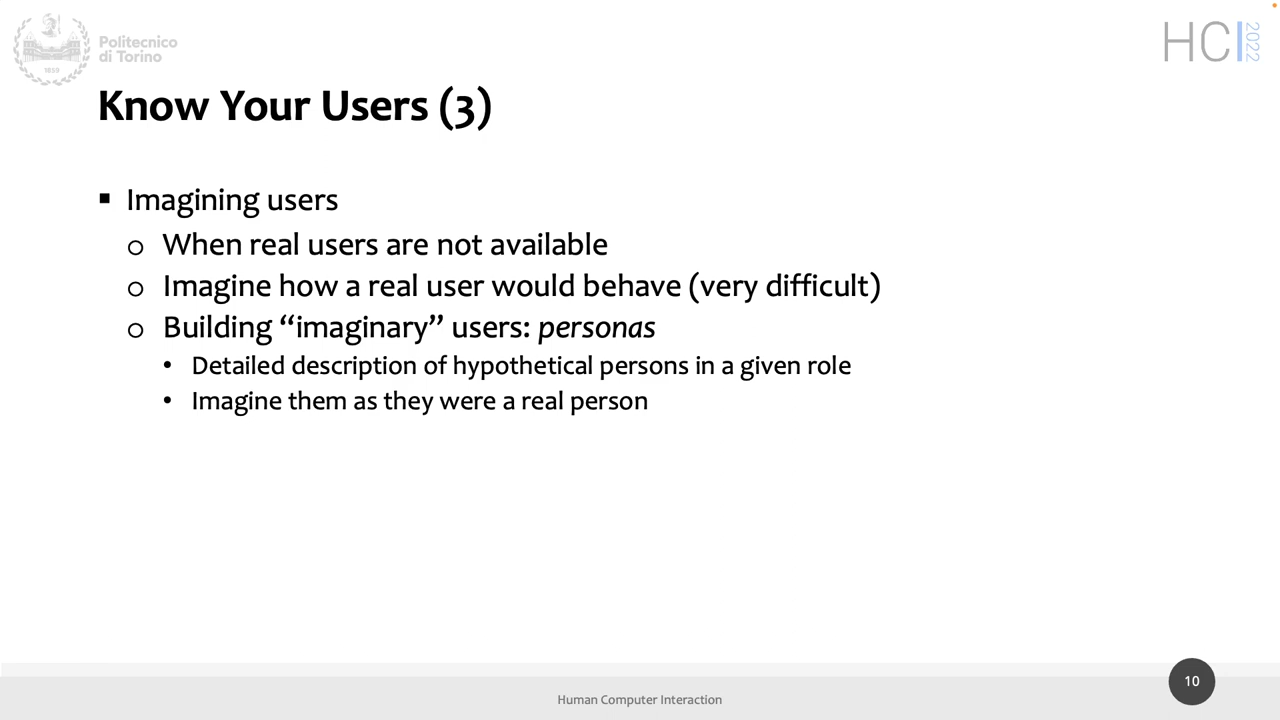 Politecnico
di Torino
1859
HCI 2022
Know Your Users (3)
▪ Imagining users
o When real users are not available
o Imagine how a real user would behave (very difficult)
o Building “imaginary” users: personas
• Detailed description of hypothetical persons in a given role
• Imagine them as they were a real person
Human Computer Interaction
10